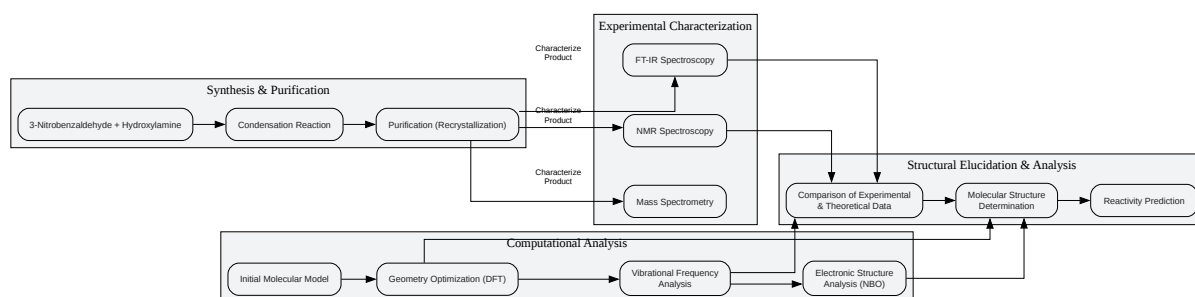 Experimental Characterization
Characterize
Product
FT-IR Spectroscopy
Synthesis & Purification
3-Nitrobenzaldehyde + Hydroxylamine
Condensation Reaction
Purification (Recrystallization)
Characterize
Product
NMR Spectroscopy
Characterize
Product
Mass Spectrometry
Structural Elucidation & Analysis
Comparison of Experimental
& Theoretical Data
Molecular Structure
Determination
Reactivity Prediction
Computational Analysis
Initial Molecular Model
Geometry Optimization (DFT)
Vibrational Frequency
Analysis
Electronic Structure
Analysis (NBO)